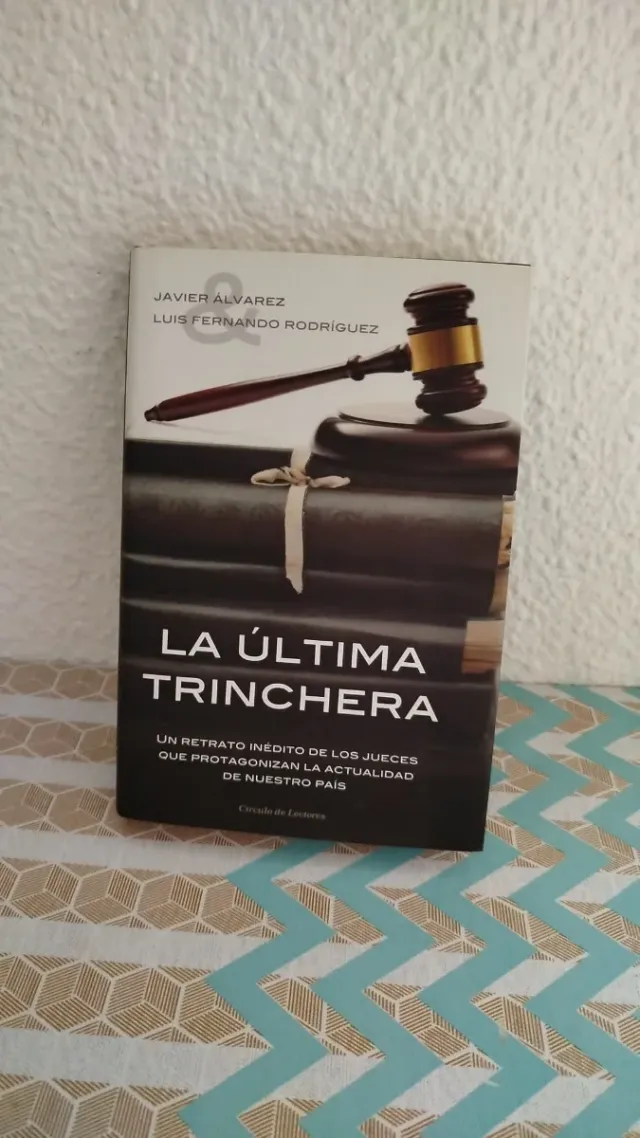 JAVIER ÁLVAREZ
&
LUIS FERNANDO RODRÍGUEZ
LA ÚLTIMA
TRINCHERA
UN RETRATO INÉDITO DE LOS JUECES
QUE PROTAGONIZAN LA ACTUALIDAD
DE NUESTRO PAÍS
Círculo de Lectores